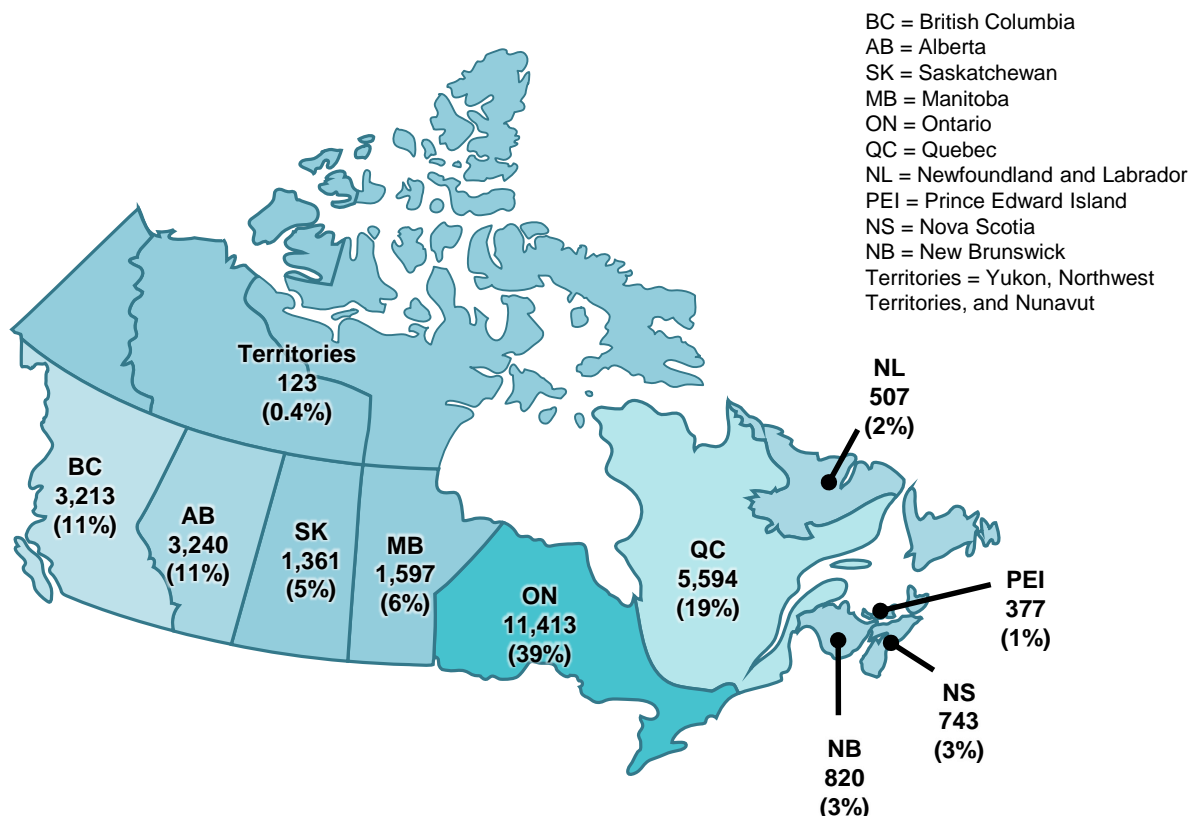 BC = British Columbia
AB = Alberta
SK = Saskatchewan
MB = Manitoba
ON = Ontario
QC = Quebec
NL = Newfoundland and Labrador
PEI = Prince Edward Island
NS = Nova Scotia
NB = New Brunswick
Territories = Yukon, Northwest
Territories, and Nunavut
Territories
123
(0.4%)
BC
3,213
(11%)
AB
3,240
(11%)
SK
1,361
(5%)
MB
1,597
(6%)
ON
11,413
(39%)
QC
5,594
(19%)
NL
507
(2%)
PEI
377
(1%)
NS
743
(3%)
NB
820
(3%)